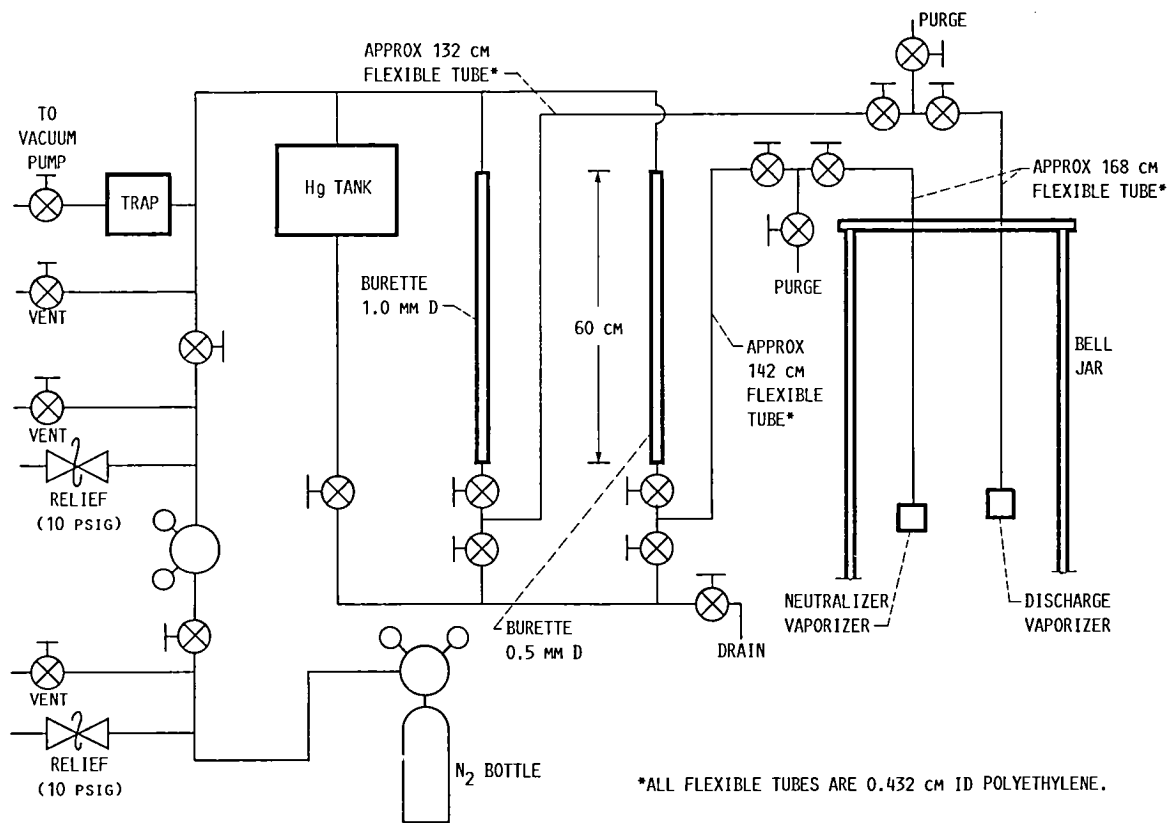 PURGE
APPROX 132 CM
FLEXIBLE TUBE*
TO
VACUUM
PUMP
TRAP
Hg TANK
APPROX 168 CM
FLEXIBLE TUBE*
VENT
BURETTE
1.0 MM D
60 CM
PURGE
APPROX
142 CM
FLEXIBLE
TUBE*
BELL
JAR
VENT
RELIEF
(10 PSIG)
NEUTRALIZER
VAPORIZER
DISCHARGE
VAPORIZER
BURETTE
0.5 MM D
DRAIN
VENT
RELIEF
(10 PSIG)
N2 BOTTLE
*ALL FLEXIBLE TUBES ARE 0.432 CM ID POLYETHYLENE.